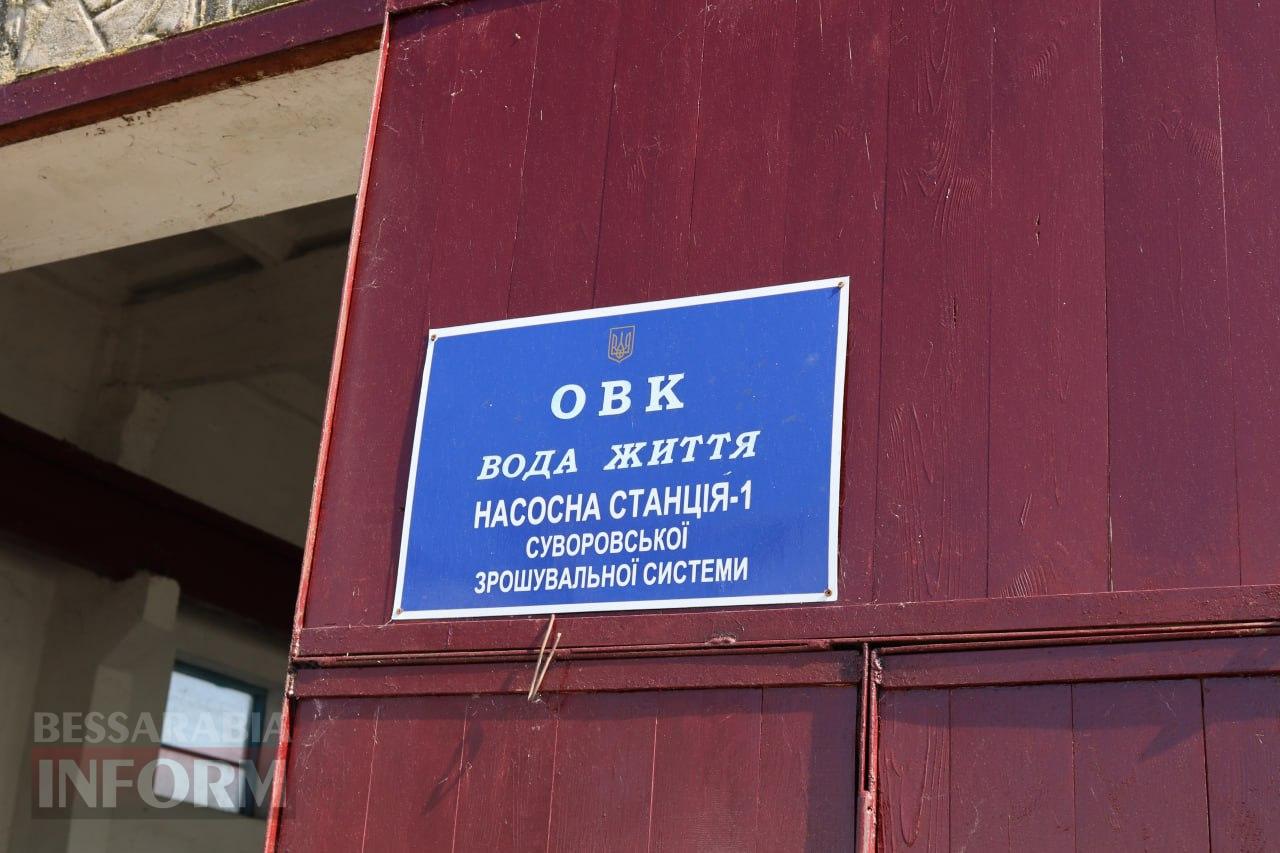 ОВК
ВОДА ЖИТТЯ
НАСОСНА СТАНЦІЯ-1
СУВОРОВСЬКОЇ
ЗРОШУВАЛЬНОЇ СИСТЕМИ
BESSARABIA
INFORM